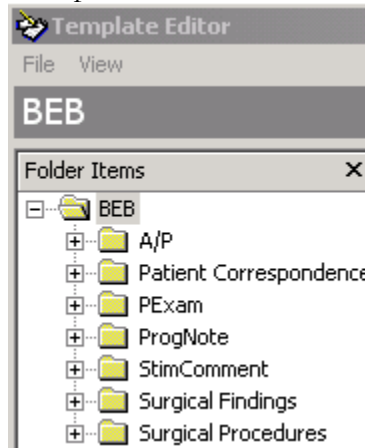 Template Editor
File View
BEB
Folder Items
BEB
A/P
Patient Correspondence
PExam
ProgNote
StimComment
Surgical Findings
Surgical Procedures